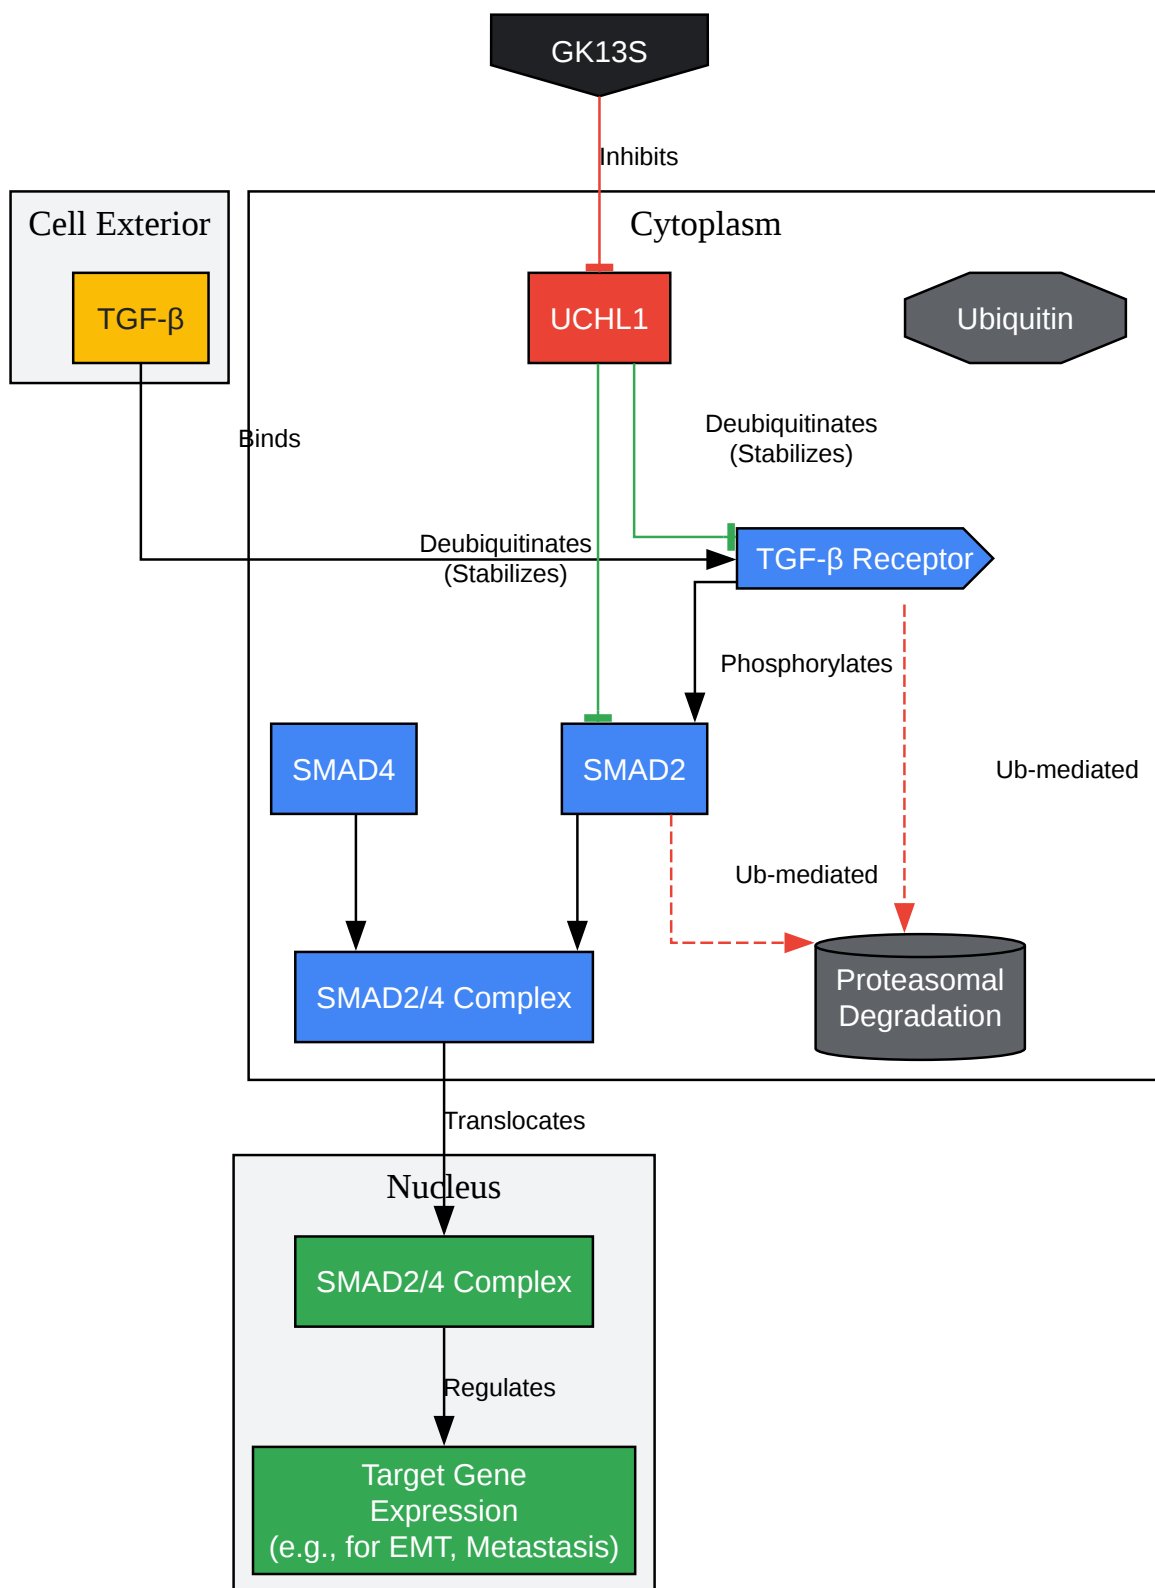 GK13S
Inhibits
Cell Exterior
Cytoplasm
TGF-β
UCHL1
Ubiquitin
Binds
Deubiquitinates
(Stabilizes)
Deubiquitinates
(Stabilizes)
TGF-β Receptor
Phosphorylates
SMAD4
SMAD2
Ub-mediated
Ub-mediated
SMAD2/4 Complex
Proteasomal
Degradation
Translocates
Nucleus
SMAD2/4 Complex
Regulates
Target Gene
Expression
(e.g., for EMT, Metastasis)